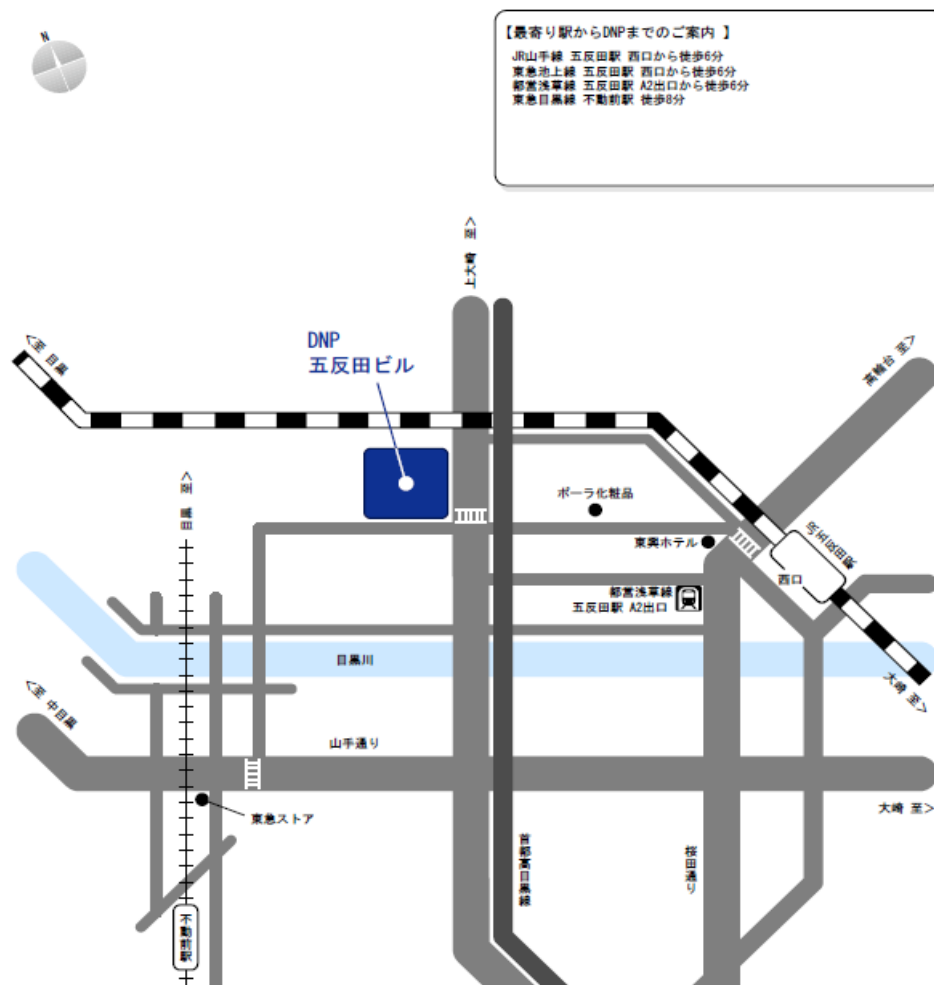 N
【最寄り駅からDNPまでのご案内 】
JR山手線 五反田駅 西口から徒歩6分
東急池上線 五反田駅 西口から徒歩6分
都営浅草線 五反田駅 A2出口から徒歩6分
東急目黒線 不動前駅 徒歩8分
上大崎 至＞
＜至 目黒
DNP
五反田ビル
高輪台 至＞
目黒 至＞
ポーラ化粧品
東興ホテル
JR五反田駅
西口
都営浅草線
五反田駅 A2出口
目黒川
＜至 中目黒
大崎 至＞
山手通り
大崎 至＞
東急ストア
首都高目黒線
桜田通り
不動前駅